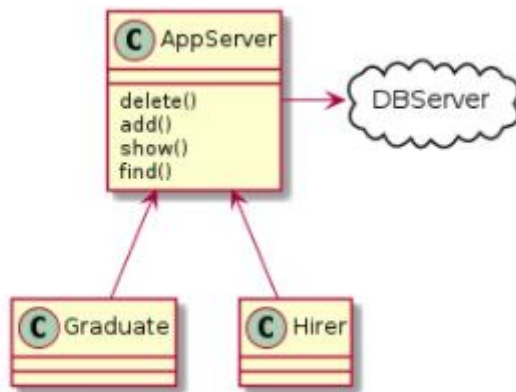 C AppServer
delete()
add()
show()
find()
DBServer
C Graduate
C Hirer